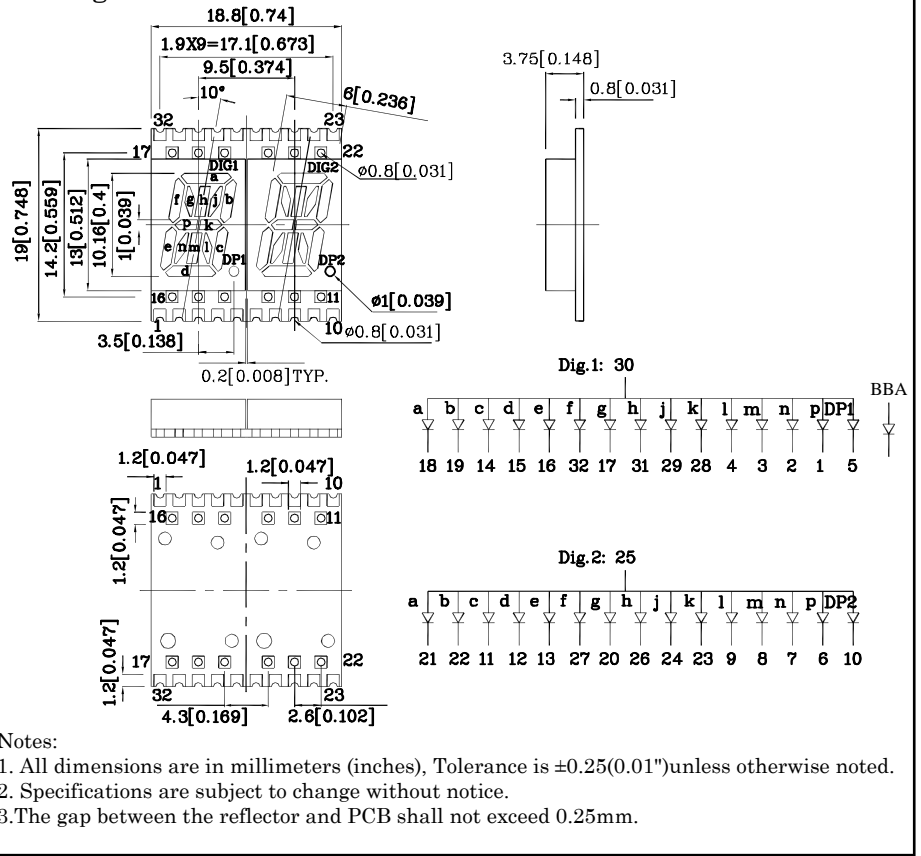 18.8[0.74]
1.9X9=17.1[0.673]
9.5[0.374]
10°
6[0.236]
32 23
17 22
DIG1 DIG2
ø0.8[0.031]
a
f g h j b
p k
e n m l c
d
DP1 DP2
16 11
1 10
ø1[0.039]
ø0.8[0.031]
19[0.748]
14.2[0.559]
13[0.512]
10.16[0.4]
1[0.039]
3.5[0.138]
0.2[0.008]TYP.
3.75[0.148]
0.8[0.031]
Dig.1: 30
BBA
a b c d e f g h j k l m n p DP1
18 19 14 15 16 32 17 31 29 28 4 3 2 1 5
1.2[0.047] 1.2[0.047]
1 10
16 11
1.2[0.047]
1.2[0.047]
17 22
32 23
4.3[0.169] 2.6[0.102]
Dig.2: 25
a b c d e f g h j k l m n p DP2
21 22 11 12 13 27 20 26 24 23 9 8 7 6 10
Notes:
1. All dimensions are in millimeters (inches), Tolerance is ±0.25(0.01")unless otherwise noted.
2. Specifications are subject to change without notice.
3.The gap between the reflector and PCB shall not exceed 0.25mm.